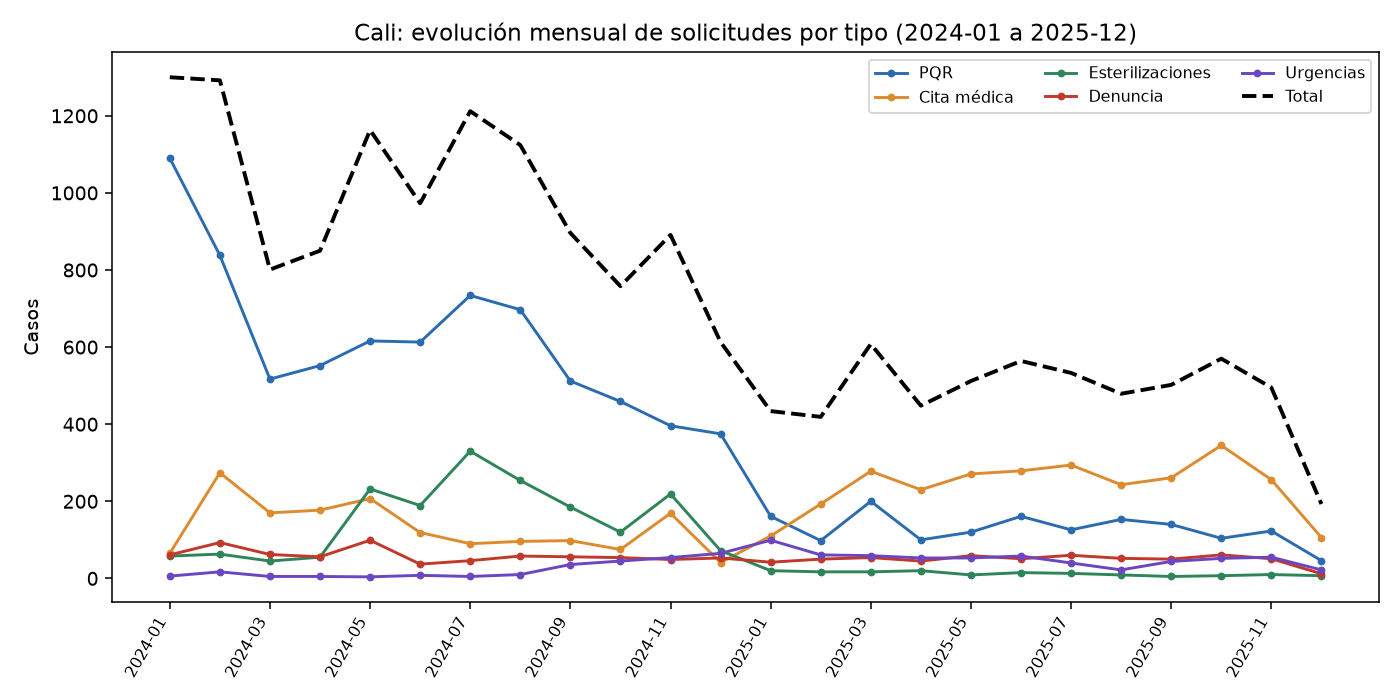 Cali: evolución mensual de solicitudes por tipo (2024-01 a 2025-12)
PQR
Cita médica
Esterilizaciones
Denuncia
Urgencias
Total
Casos
1200
1000
800
600
400
200
0
2024-01
2024-03
2024-05
2024-07
2024-09
2024-11
2025-01
2025-03
2025-05
2025-07
2025-09
2025-11